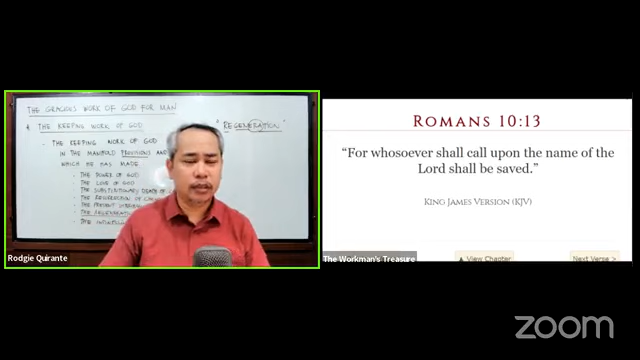 THE GRACIOUS WORK OF GOD FOR MAN
THE KEEPING WORK OF GOD
"REGENERATION"
- THE KEEPING WORK OF GOD
IN THE MANIFOLD PROVISIONS AND
WHICH HE HAS MADE
- THE POWER OF GOD
- THE LOVE OF GOD
- THE SUBSTITUTIONARY DEATH OF
- THE RESURRECTION OF
- THE PRESENT
- THE
- THE
Rodgie Quirante
ROMANS 10:13
“For whosoever shall call upon the name of the
Lord shall be saved.”
KING JAMES VERSION (KJV)
The Workman's Treasure
▲ View Chapter
Next Verse >
zoom